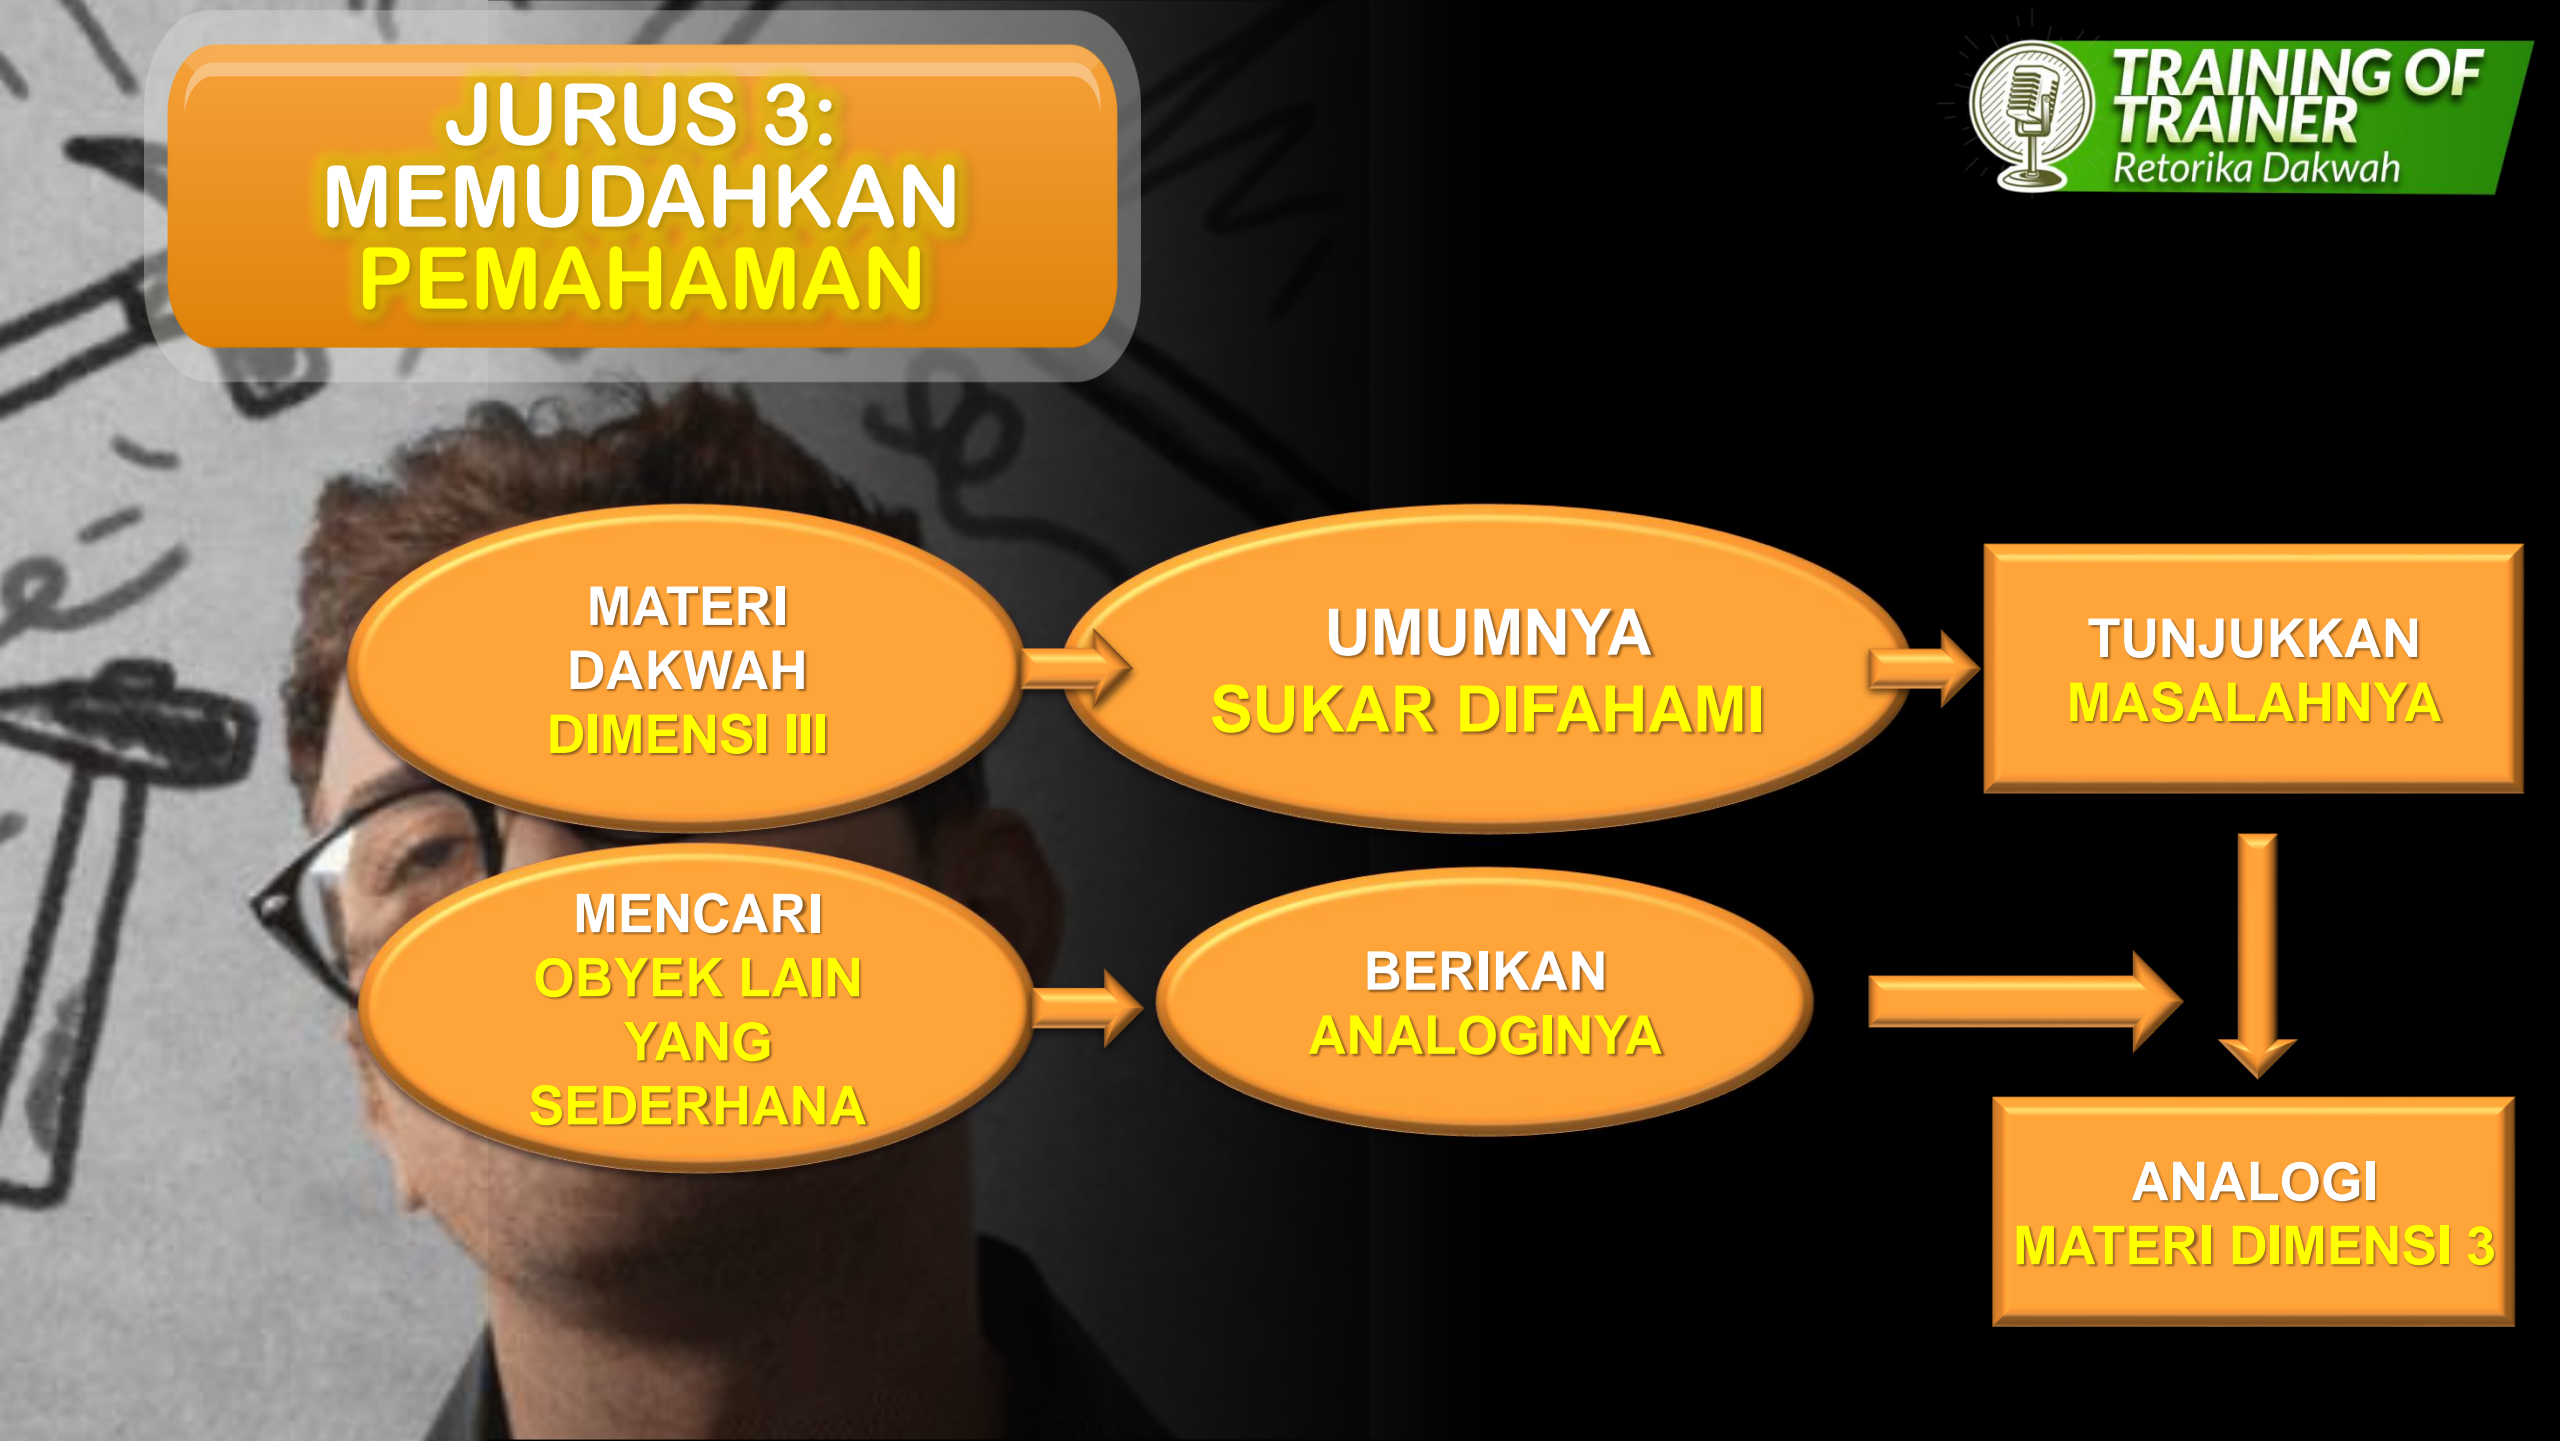 JURUS 3:
MEMUDAHKAN
PEMAHAMAN
TRAINING OF
TRAINER
Retorika Dakwah
MATERI
DAKWAH
DIMENSI III
UMUMNYA
SUKAR DIFAHAMI
TUNJUKKAN
MASALAHNYA
MENCARI
OBYEK LAIN
YANG
SEDERHANA
BERIKAN
ANALOGINYA
ANALOGI
MATERI DIMENSI 3